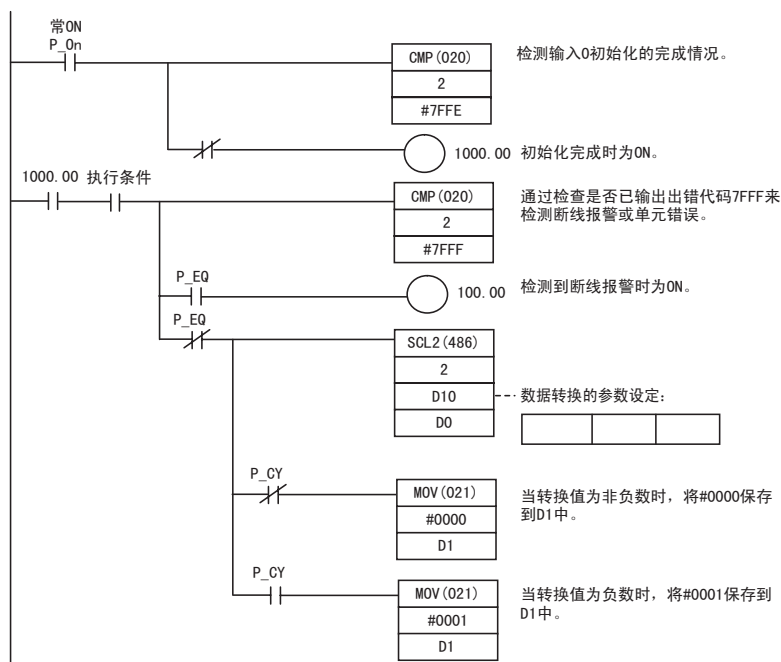 常ON
P_On
CMP(020)
2
#7FFE
检测输入0初始化的完成情况。
1000.00 初始化完成时为ON。
1000.00 执行条件
CMP(020)
2
#7FFF
通过检查是否已输出出错代码7FFF来
检测断线报警或单元错误。
P_EQ
100.00 检测到断线报警时为ON。
P_EQ
SCL2(486)
2
D10
D0
数据转换的参数设定:
P_CY
MOV(021)
#0000
D1
当转换值为非负数时，将#0000保存
到D1中。
P_CY
MOV(021)
#0001
D1
当转换值为负数时，将#0001保存到
D1中。